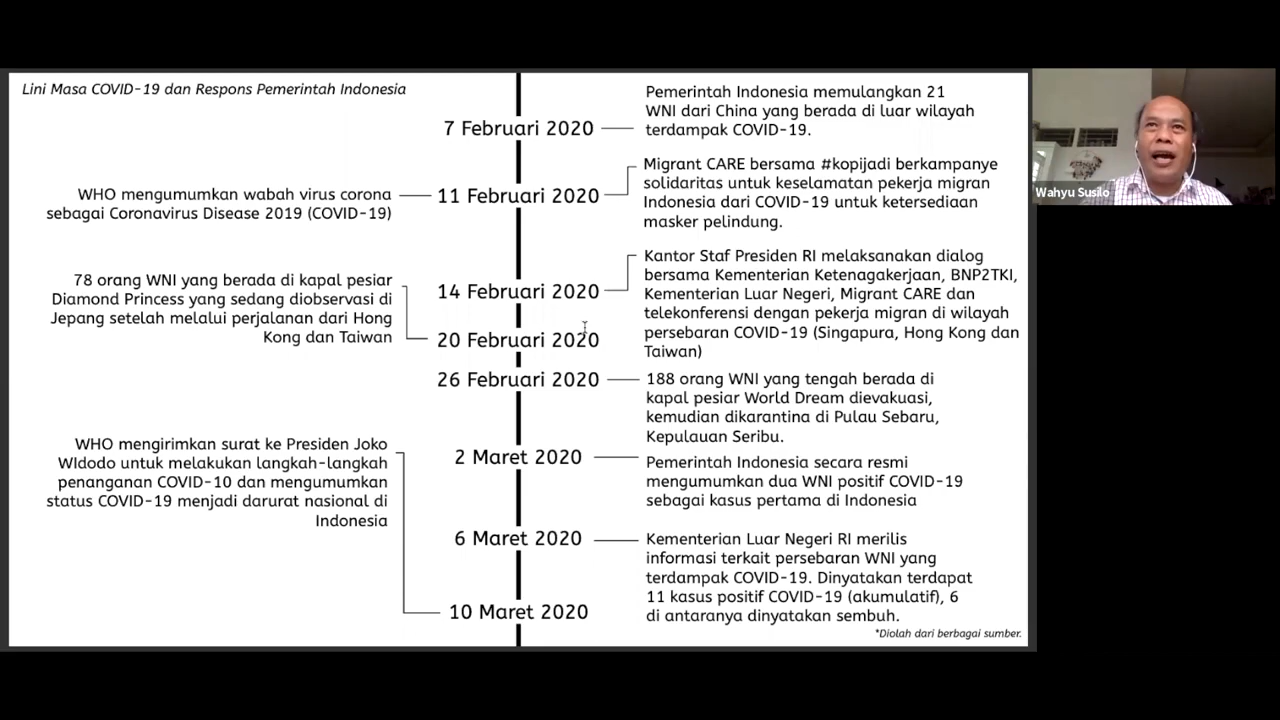 Lini Masa COVID-19 dan Respons Pemerintah Indonesia
7 Februari 2020
Pemerintah Indonesia memulangkan 21
WNI dari China yang berada di luar wilayah
terdampak COVID-19.
WHO mengumumkan wabah virus corona
sebagai Coronavirus Disease 2019 (COVID-19)
11 Februari 2020
Migrant CARE bersama #kopijadi berkampanye
solidaritas untuk keselamatan pekerja migran
Indonesia dari COVID-19 untuk ketersediaan
masker pelindung.
14 Februari 2020
Kantor Staf Presiden RI melaksanakan dialog
bersama Kementerian Ketenagakerjaan, BNP2TKI,
Kementerian Luar Negeri, Migrant CARE dan
telekonferensi dengan pekerja migran di wilayah
persebaran COVID-19 (Singapura, Hong Kong dan
Taiwan)
78 orang WNI yang berada di kapal pesiar
Diamond Princess yang sedang diobservasi di
Jepang setelah melalui perjalanan dari Hong
Kong dan Taiwan
20 Februari 2020
26 Februari 2020
188 orang WNI yang tengah berada di
kapal pesiar World Dream dievakuasi,
kemudian dikarantina di Pulau Sebaru,
Kepulauan Seribu.
2 Maret 2020
Pemerintah Indonesia secara resmi
mengumumkan dua WNI positif COVID-19
sebagai kasus pertama di Indonesia
6 Maret 2020
Kementerian Luar Negeri RI merilis
informasi terkait persebaran WNI yang
terdampak COVID-19. Dinyatakan terdapat
11 kasus positif COVID-19 (akumulatif), 6
di antaranya dinyatakan sembuh.
WHO mengirimkan surat ke Presiden Joko
WIdodo untuk melakukan langkah-langkah
penanganan COVID-10 dan mengumumkan
status COVID-19 menjadi darurat nasional di
Indonesia
10 Maret 2020
*Diolah dari berbagai sumber.
Wahyu Susilo